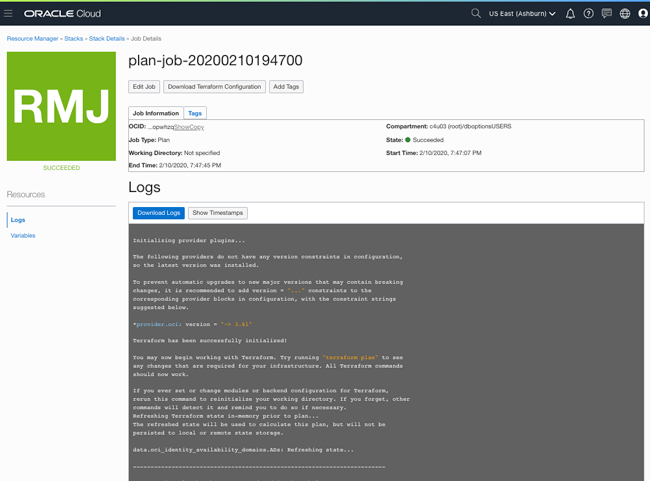 ORACLE Cloud
US East (Ashburn)
Resource Manager » Stacks » Stack Details » Job Details
RMJ
SUCCEEDED
plan-job-20200210194700
Edit Job
Download Terraform Configuration
Add Tags
Job Information
Tags
OCID: ...opwhzqShowCopy
Compartment: c4u03 (root)/dboptionsUSERS
Job Type: Plan
State: Succeeded
Working Directory: Not specified
Start Time: 2/10/2020, 7:47:07 PM
End Time: 2/10/2020, 7:47:45 PM
Resources
Logs
Variables
Logs
Download Logs
Show Timestamps
Initializing provider plugins...
The following providers do not have any version constraints in configuration,
so the latest version was installed.
To prevent automatic upgrades to new major versions that may contain breaking
changes, it is recommended to add version = "..." constraints to the
corresponding provider blocks in configuration, with the constraint strings
suggested below.
*provider.oci: version = "~> 3.61"
Terraform has been successfully initialized!
You may now begin working with Terraform. Try running "terraform plan" to see
any changes that are required for your infrastructure. All Terraform commands
should now work.
If you ever set or change modules or backend configuration for Terraform,
rerun this command to reinitialize your working directory. If you forget, other
commands will detect it and remind you to do so if necessary.
Refreshing Terraform state in-memory prior to plan...
The refreshed state will be used to calculate this plan, but will not be
persisted to local or remote state storage.
data.oci_identity_availability_domains.ADs: Refreshing state...
------------------------------------------------------------------------